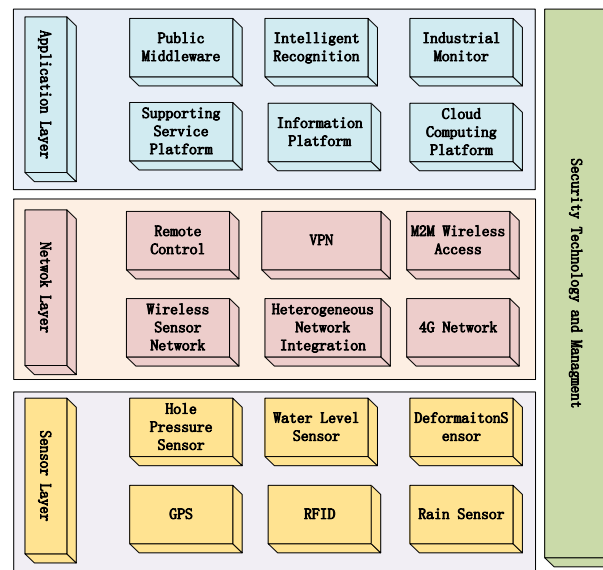 Application Layer
Public
Middleware
Intelligent
Recognition
Industrial
Monitor
Supporting
Service
Platform
Information
Platform
Cloud
Computing
Platform
Netwok Layer
Remote
Control
VPN
M2M Wireless
Access
Wireless
Sensor
Network
Heterogeneous
Network
Integration
4G Network
Sensor Layer
Hole
Pressure
Sensor
Water Level
Sensor
DeformaitonS
ensor
GPS
RFID
Rain Sensor
Security Technology and Managment